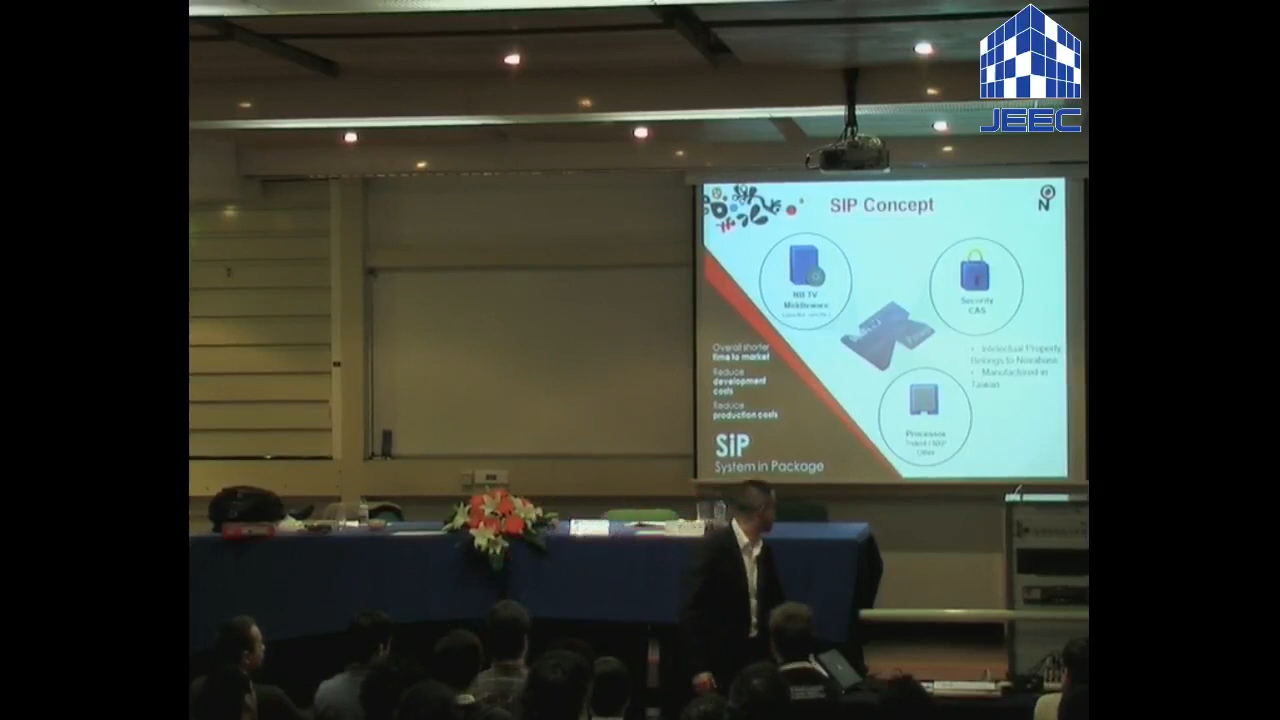 JEEC
SIP Concept
N
NB TV
Middleware
Security
CAS
Overall shorter
time to market
Reduce
development
costs
Reduce
production costs
SiP
System in Package
• Intellectual Property
Belongs to
• Manufactured in
Taiwan
Processor
Other